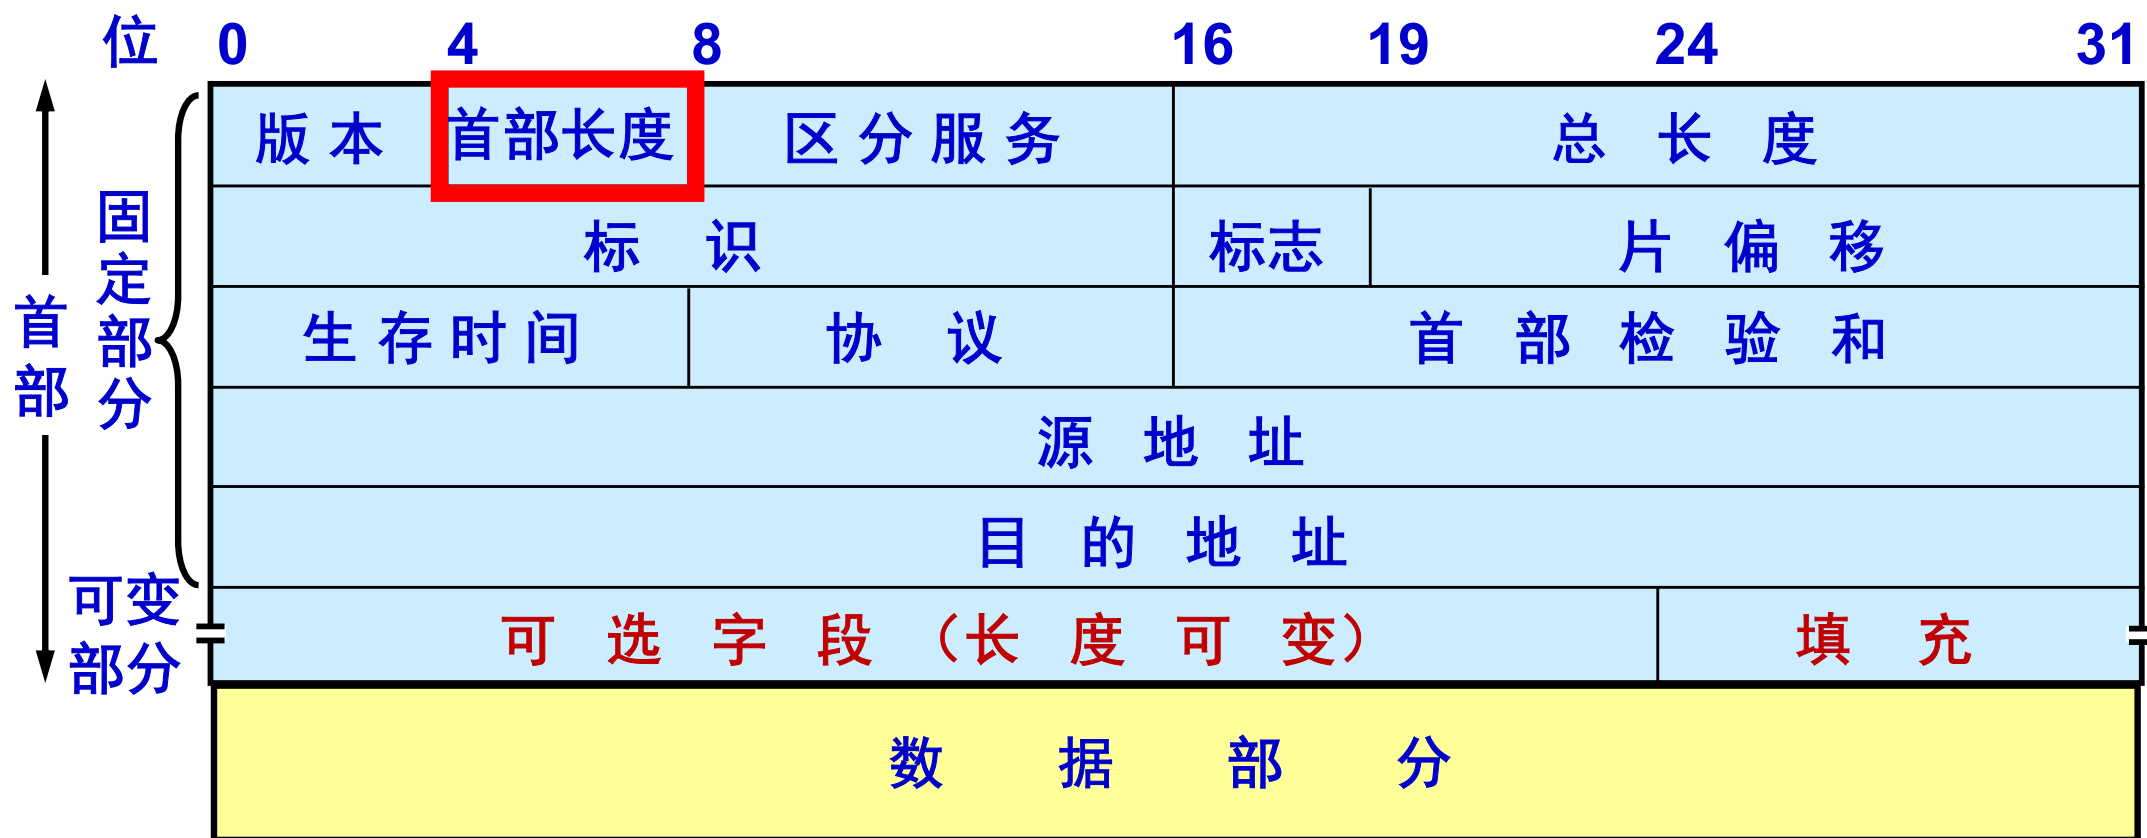 位 0 4 8 16 19 24 31
版本 首部长度 区分服务 总长度
标识 标志 片偏移
生存时间 协议 首部检验和
源地址
目的地址
可选字段（长度可变） 填充
数据部分
首部
固定部分
可变
部分